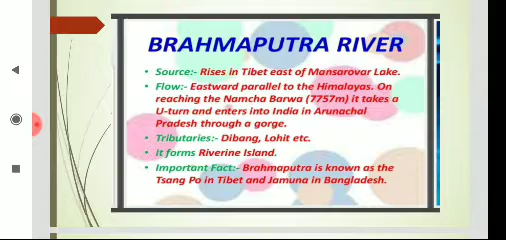 BRAHMAPUTRA RIVER
• Source:- Rises in Tibet east of Mansarovar Lake.
• Flow:- Eastward parallel to the Himalayas. On
reaching the Namcha Barwa (7757m) it takes a
U-turn and enters into India in Arunachal
Pradesh through a gorge.
• Tributaries:- Dibang, Lohit etc.
• It forms Riverine Island.
• Important Fact:- Brahmaputra is known as the
Tsang Po in Tibet and Jamuna in Bangladesh.